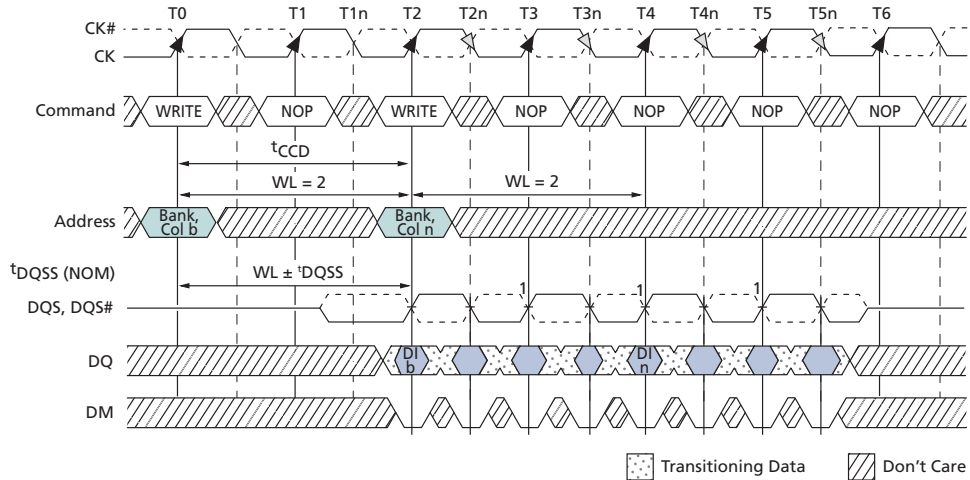 T0 T1 T1n T2 T2n T3 T3n T4 T4n T5 T5n T6
CK#
CK
Command WRITE NOP WRITE NOP NOP NOP NOP
tCCD
WL = 2 WL = 2
Address Bank, Col b Bank, Col n
tDQSS (NOM) WL ± tDQSS
DQS, DQS# 1 1 1
DQ DI b DI n
DM
Transitioning Data Don't Care